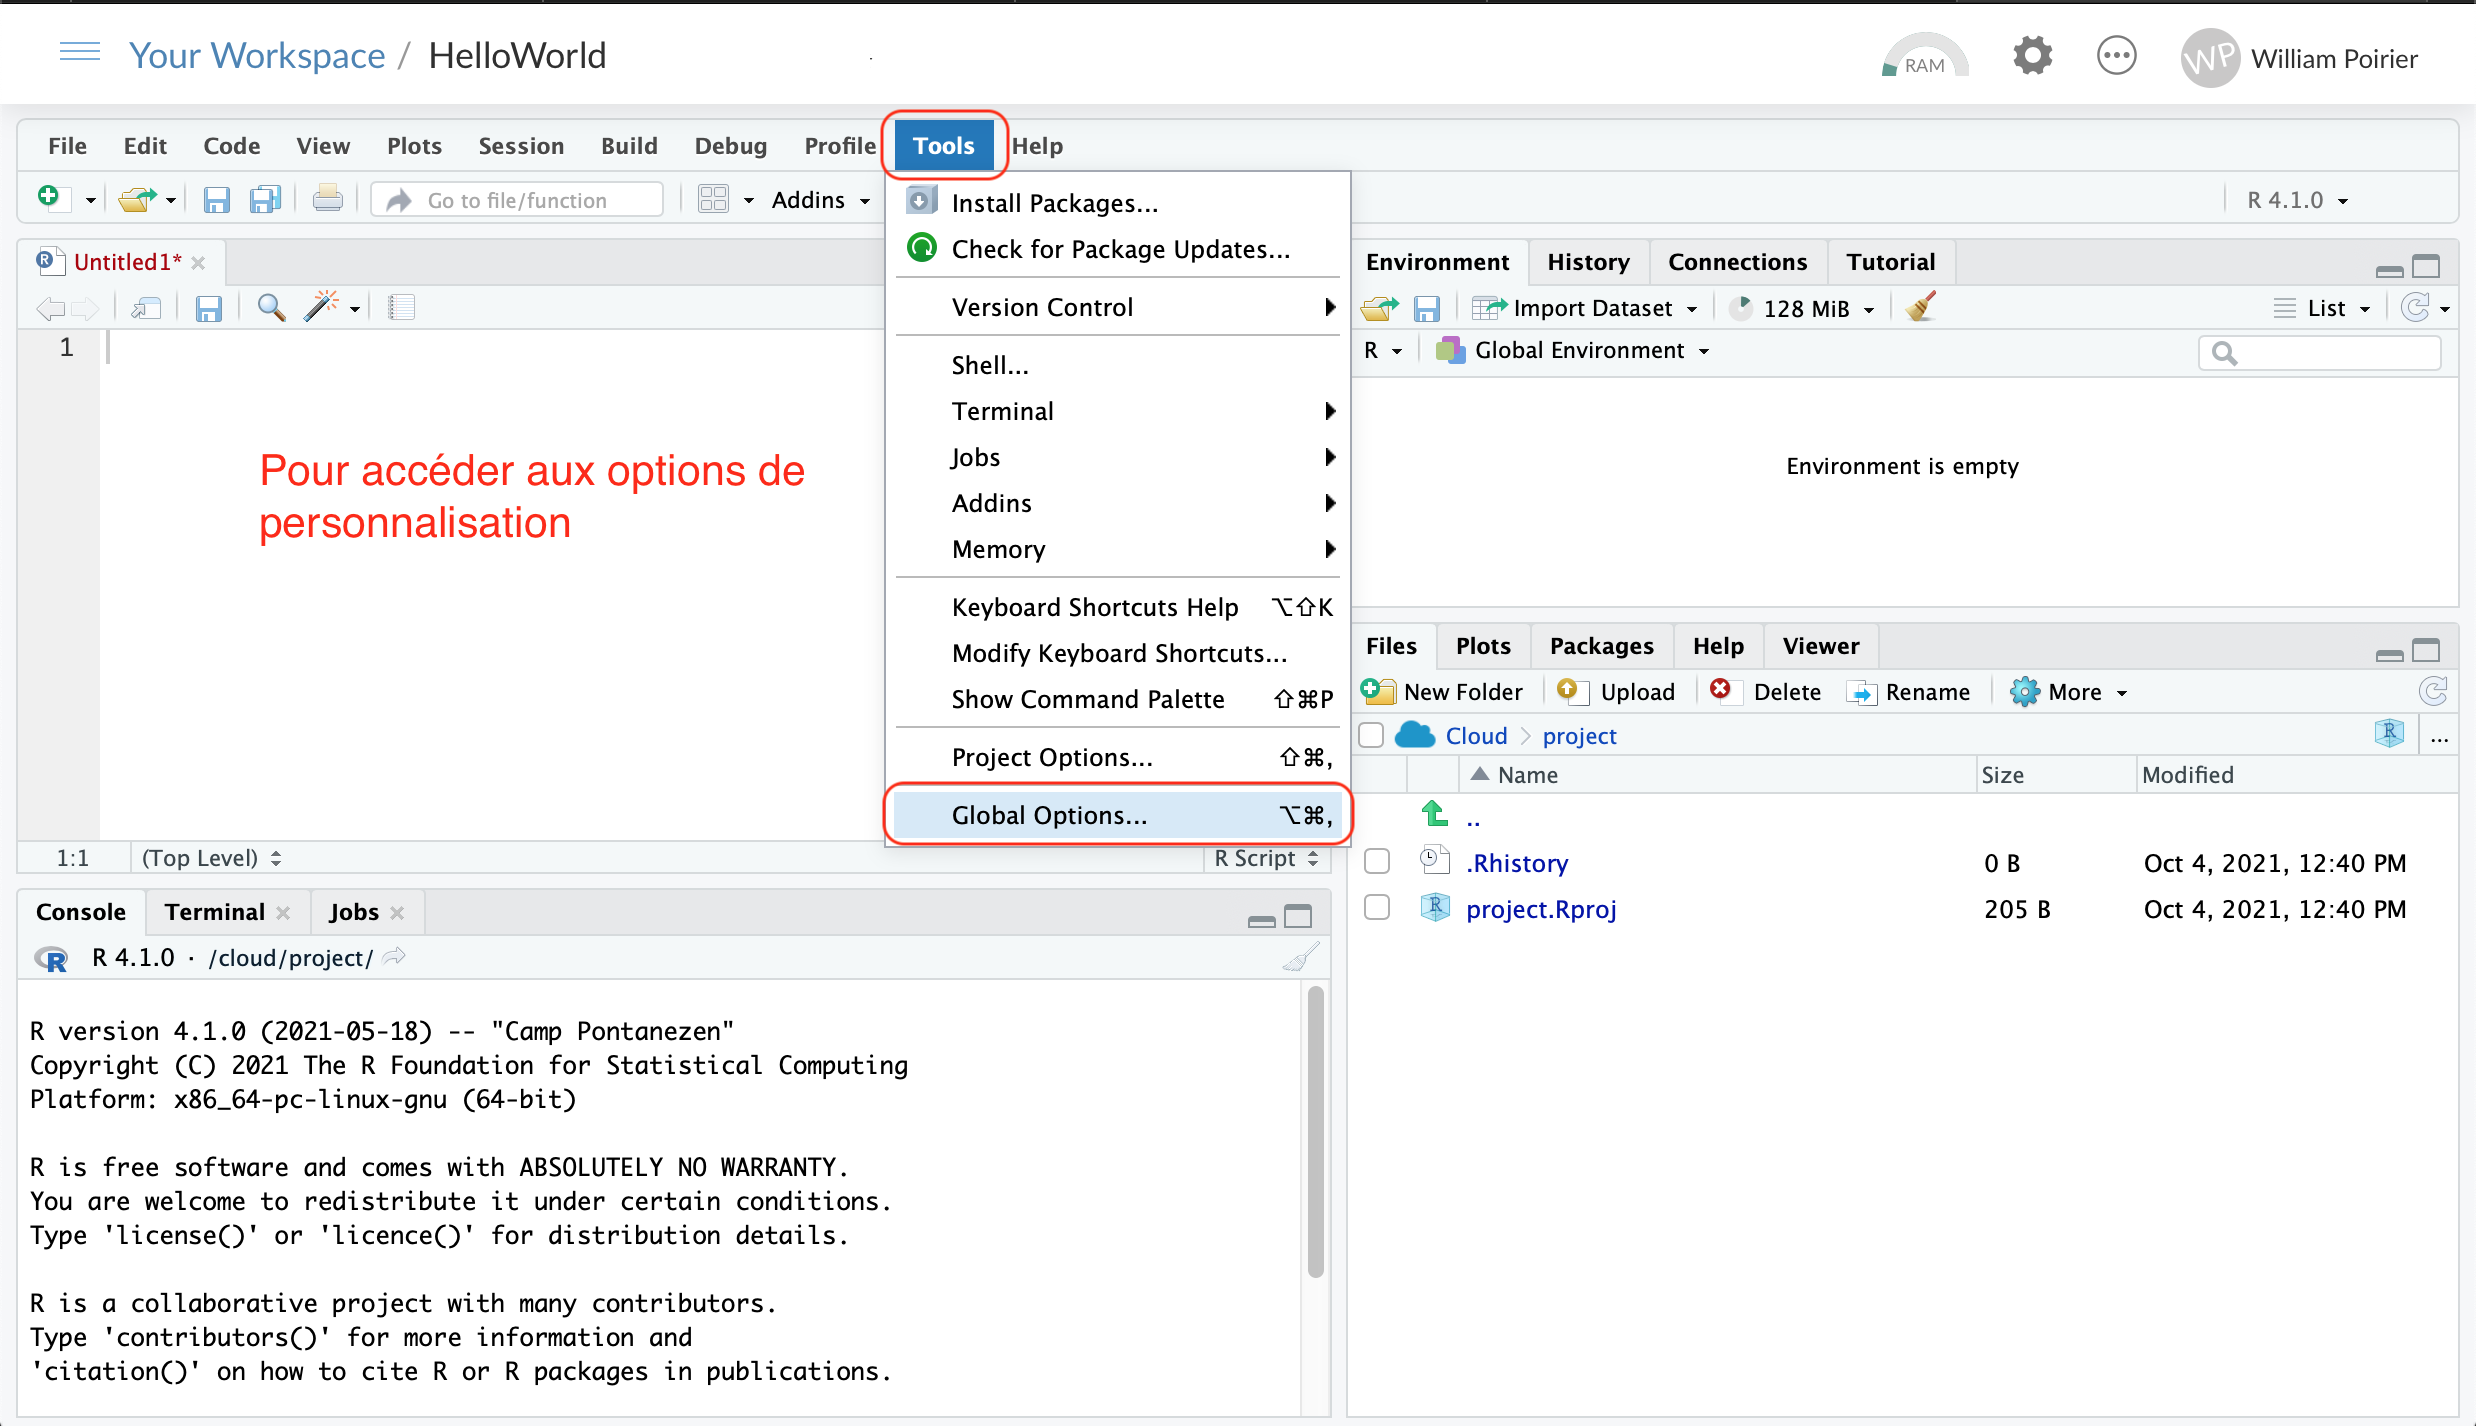 Your Workspace / HelloWorld
RAM
WP William Poirier
File Edit Code View Plots Session Build Debug Profile Tools Help
Go to file/function Addins R 4.1.0
Untitled1*
1
Pour accéder aux options de
personnalisation
1:1 (Top Level) R Script
Install Packages...
Check for Package Updates...
Version Control
Shell...
Terminal
Jobs
Addins
Memory
Keyboard Shortcuts Help ⌥⇧K
Modify Keyboard Shortcuts...
Show Command Palette ⇧⌘P
Project Options... ⇧⌘,
Global Options... ⌥⌘,
Console Terminal Jobs
R 4.1.0 · /cloud/project/
R version 4.1.0 (2021-05-18) -- "Camp Pontanezen"
Copyright (C) 2021 The R Foundation for Statistical Computing
Platform: x86_64-pc-linux-gnu (64-bit)
R is free software and comes with ABSOLUTELY NO WARRANTY.
You are welcome to redistribute it under certain conditions.
Type 'license()' or 'licence()' for distribution details.
R is a collaborative project with many contributors.
Type 'contributors()' for more information and
'citation()' on how to cite R or R packages in publications.
Environment History Connections Tutorial
Import Dataset 128 MiB List
R Global Environment
Environment is empty
Files Plots Packages Help Viewer
New Folder Upload Delete Rename More
Cloud project ...
Name Size Modified
..
.Rhistory 0 B Oct 4, 2021, 12:40 PM
project.Rproj 205 B Oct 4, 2021, 12:40 PM